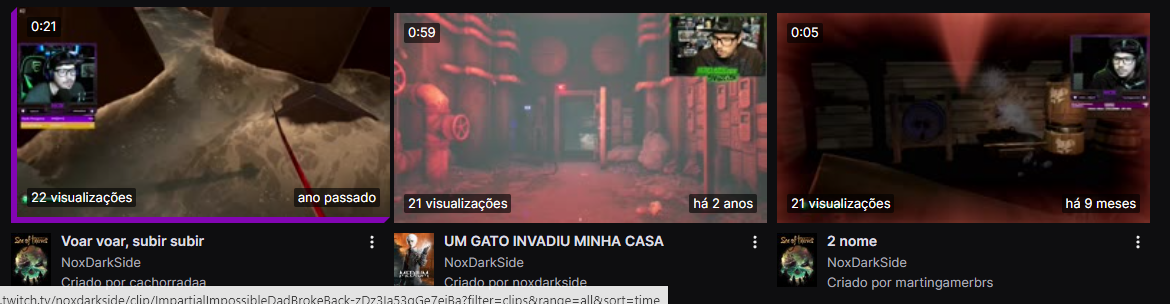 0:21
22 visualizações
ano passado
Voar voar, subir subir
NoxDarkSide
Criado por cachorradaa
0:59
21 visualizações
há 2 anos
UM GATO INVADIU MINHA CASA
NoxDarkSide
Criado por noxdarkside
MEDIUM
0:05
21 visualizações
há 9 meses
2 nome
NoxDarkSide
Criado por martingamerbrs